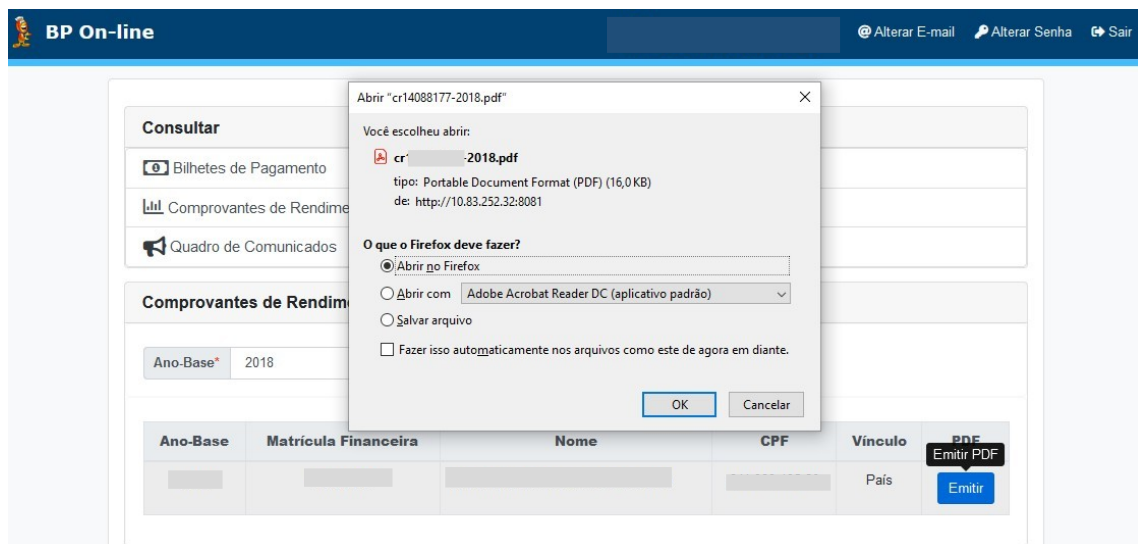 BP On-line
Alterar E-mail Alterar Senha Sair
Abrir "cr14088177-2018.pdf"
Você escolheu abrir:
cr1 -2018.pdf
tipo: Portable Document Format (PDF) (16,0 KB)
de: http://10.83.252.32:8081
O que o Firefox deve fazer?
Abrir no Firefox
Abrir com Adobe Acrobat Reader DC (aplicativo padrão)
Salvar arquivo
Fazer isso automaticamente nos arquivos como este de agora em diante.
OK Cancelar
Consultar
Bilhetes de Pagamento
Comprovantes de Rendime
Quadro de Comunicados
Comprovantes de Rendim
Ano-Base* 2018
Ano-Base Matrícula Financeira Nome CPF Vínculo PDF
Emitir PDF
País Emitir